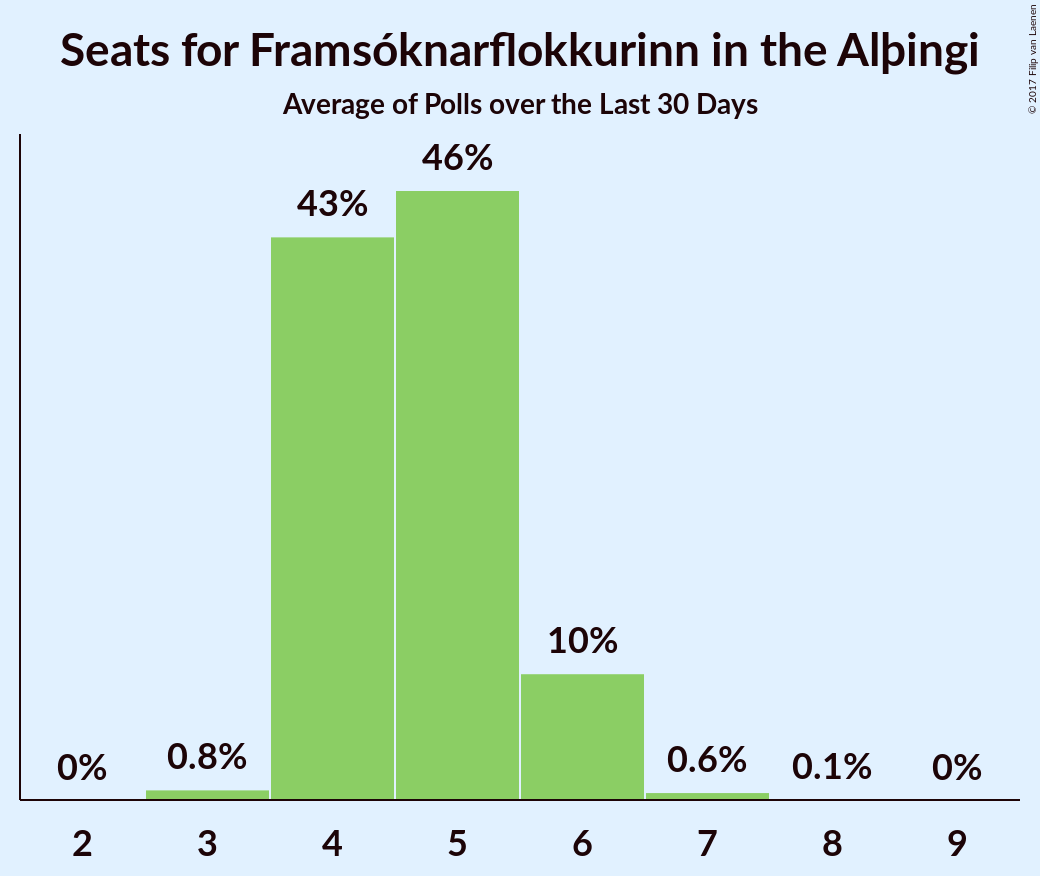 Seats for Framsóknarflokkurinn in the Alþingi
Average of Polls over the Last 30 Days
© 2017 Filip van Laenen
46%
43%
10%
0%
0.8%
0.6%
0.1%
0%
2 3 4 5 6 7 8 9